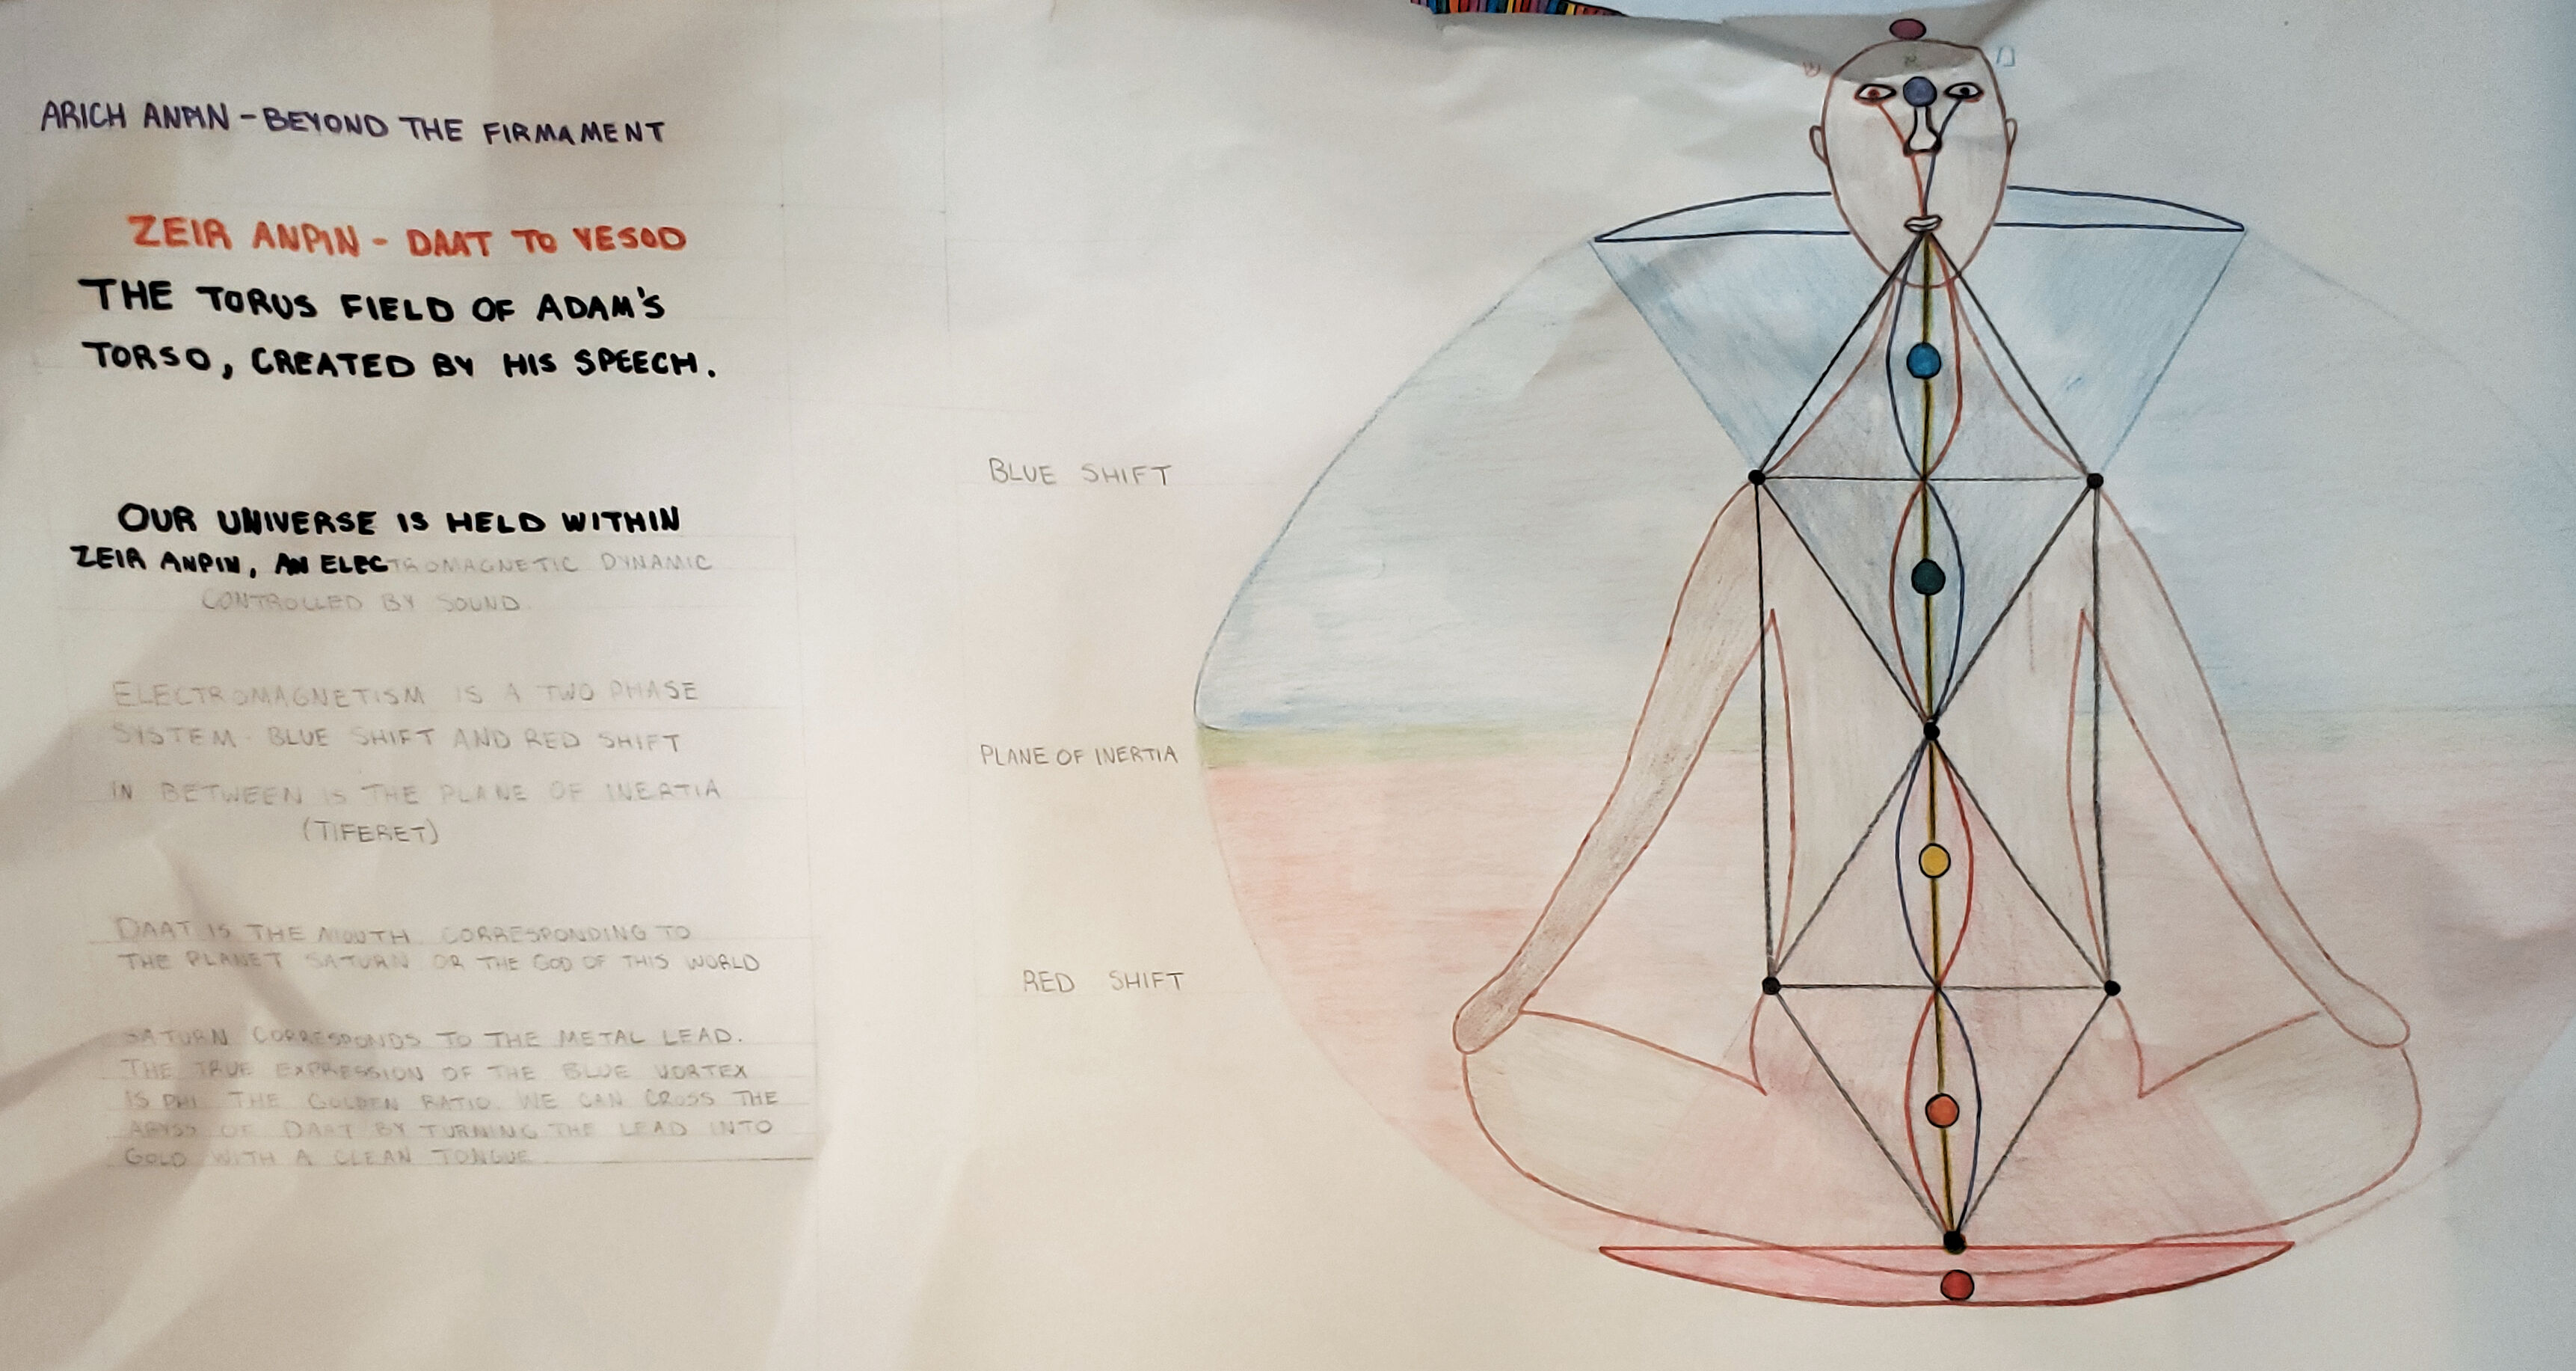 ARICH ANPIN - BEYOND THE FIRMAMENT
ZEIR ANPIN - DAAT TO YESOD
THE TORUS FIELD OF ADAM'S
TORSO, CREATED BY HIS SPEECH.
OUR UNIVERSE IS HELD WITHIN
ZEIR ANPIN, AN ELECTROMAGNETIC DYNAMIC
CONTROLLED BY SOUND.
ELECTROMAGNETISM IS A TWO PHASE
SYSTEM - BLUE SHIFT AND RED SHIFT
IN BETWEEN IS THE PLANE OF INERTIA
(TIFERET)
DAAT IS THE MOUTH CORRESPONDING TO
THE PLANET SATURN OR THE GOD OF THIS WORLD
SATURN CORRESPONDS TO THE METAL LEAD.
THE TRUE EXPRESSION OF THE BLUE VORTEX
IS PHI THE GOLDEN RATIO. WE CAN CROSS THE
ABYSS OF DAAT BY TURNING THE LEAD INTO
GOLD WITH A CLEAN TONGUE
BLUE SHIFT
PLANE OF INERTIA
RED SHIFT
ש
א
מ